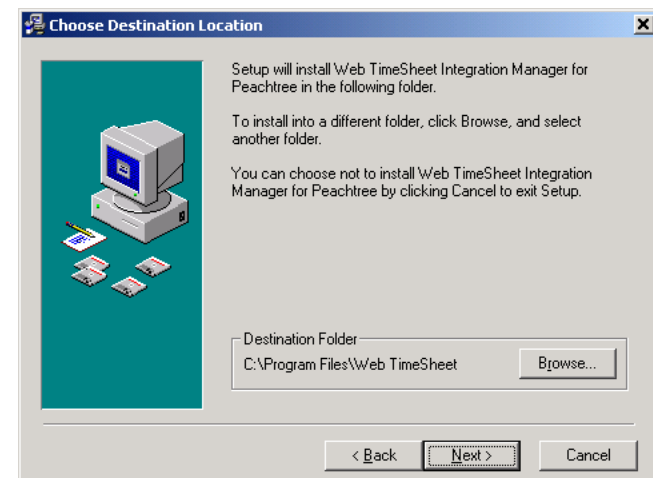 Choose Destination Location
Setup will install Web TimeSheet Integration Manager for
Peachtree in the following folder.
To install into a different folder, click Browse, and select
another folder.
You can choose not to install Web TimeSheet Integration
Manager for Peachtree by clicking Cancel to exit Setup.
Destination Folder
C:\Program Files\Web TimeSheet
Browse...
< Back
Next >
Cancel